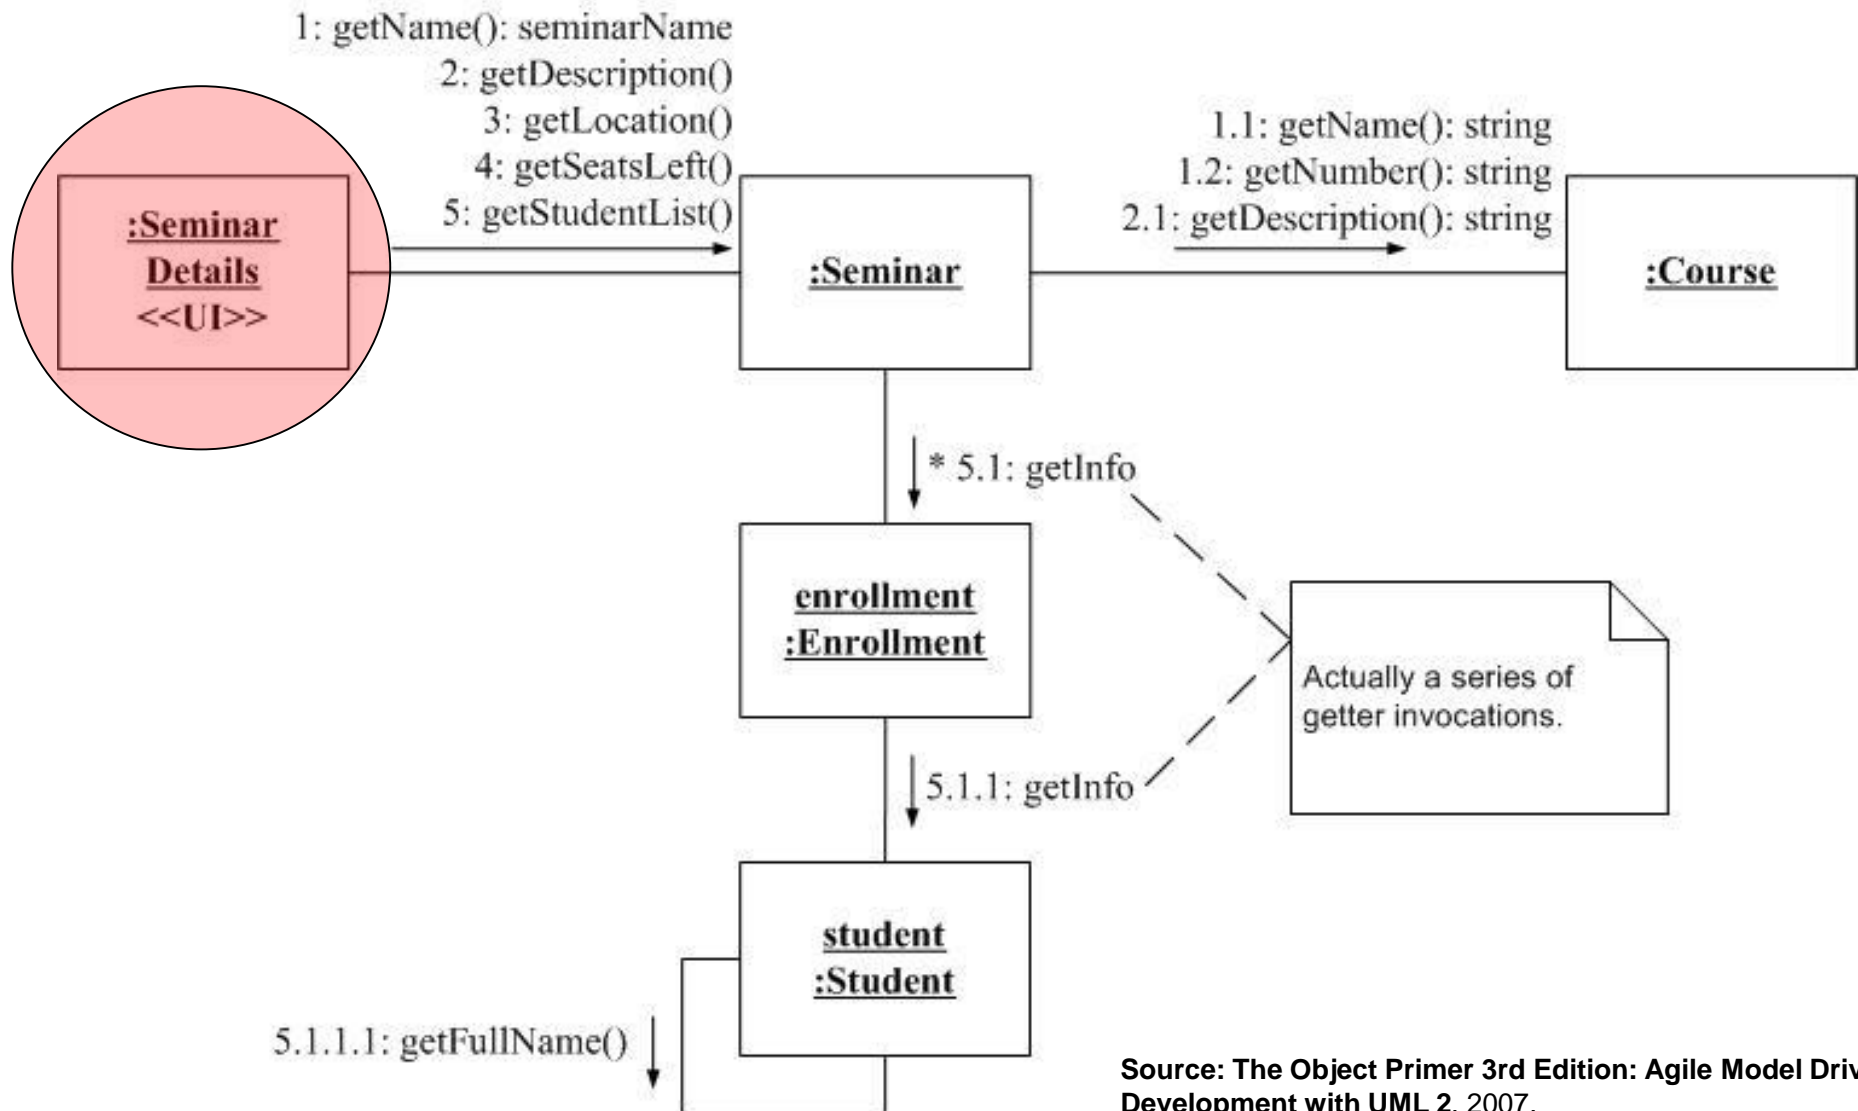 1: getName(): seminarName
2: getDescription()
3: getLocation()
4: getSeatsLeft()
5: getStudentList()
:Seminar
Details
<<UI>>
:Seminar
1.1: getName(): string
1.2: getNumber(): string
2.1: getDescription(): string
:Course
* 5.1: getInfo
enrollment
:Enrollment
Actually a series of
getter invocations.
5.1.1: getInfo
student
:Student
5.1.1.1: getFullName()
Source: The Object Primer 3rd Edition: Agile Model Driv
Development with UML 2, 2007.